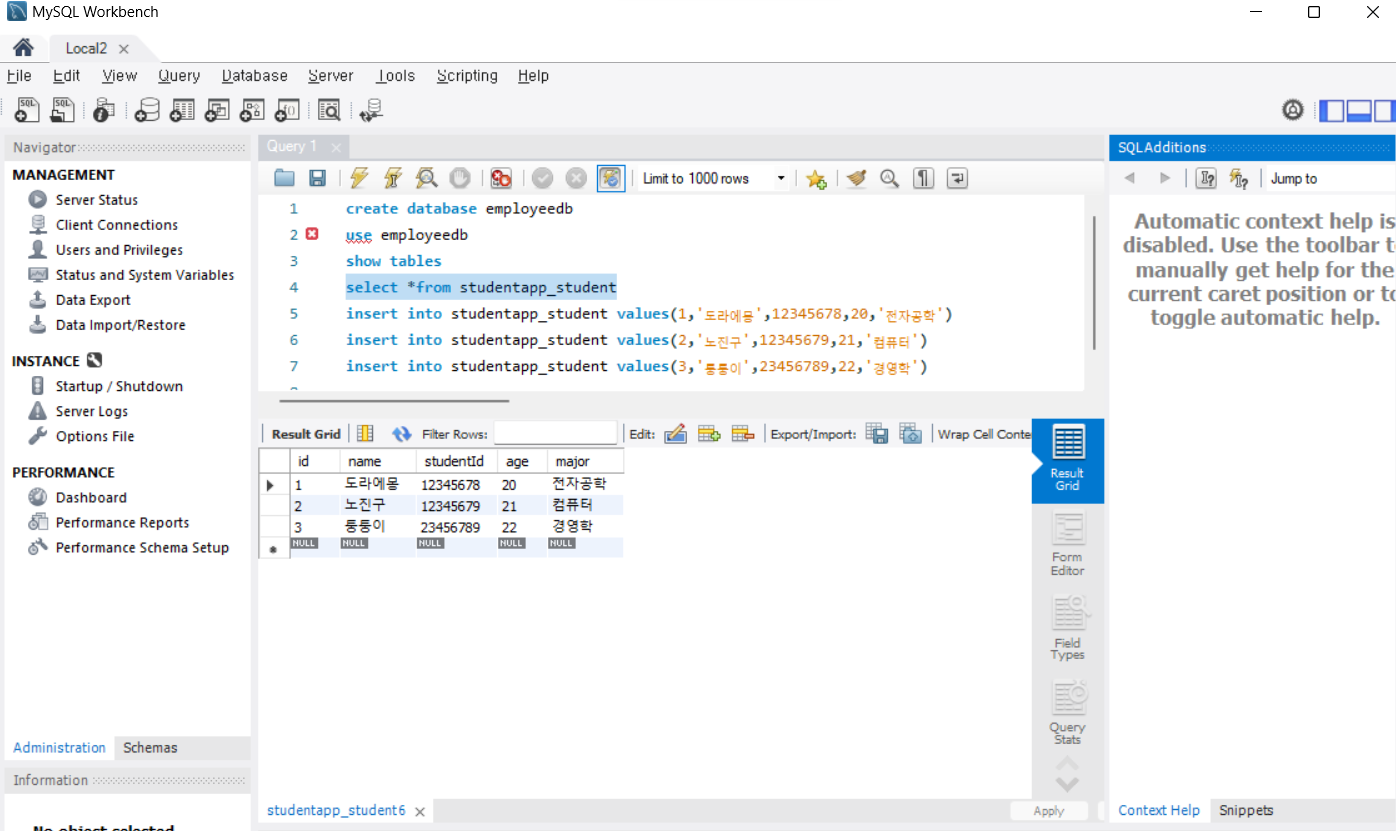 MySQL Workbench
Local2
File Edit View Query Database Server Tools Scripting Help
Navigator
MANAGEMENT
Server Status
Client Connections
Users and Privileges
Status and System Variables
Data Export
Data Import/Restore
INSTANCE
Startup / Shutdown
Server Logs
Options File
PERFORMANCE
Dashboard
Performance Reports
Performance Schema Setup
Administration Schemas
Information
No object selected
Query 1
Limit to 1000 rows
1 create database employeedb
2 use employeedb
3 show tables
4 select *from studentapp_student
5 insert into studentapp_student values(1,'도라에몽',12345678,20,'전자공학')
6 insert into studentapp_student values(2,'노진구',12345679,21,'컴퓨터')
7 insert into studentapp_student values(3,'퉁퉁이',23456789,22,'경영학')
Result Grid Filter Rows: Edit: Export/Import: Wrap Cell Conte
id name studentId age major
1 도라에몽 12345678 20 전자공학
2 노진구 12345679 21 컴퓨터
3 퉁퉁이 23456789 22 경영학
NULL NULL NULL NULL NULL
Result
Grid
Form
Editor
Field
Types
Query
Stats
studentapp_student6 Apply
SQLAdditions
Jump to
Automatic context help is
disabled. Use the toolbar t
manually get help for the
current caret position or to
toggle automatic help.
Context Help Snippets